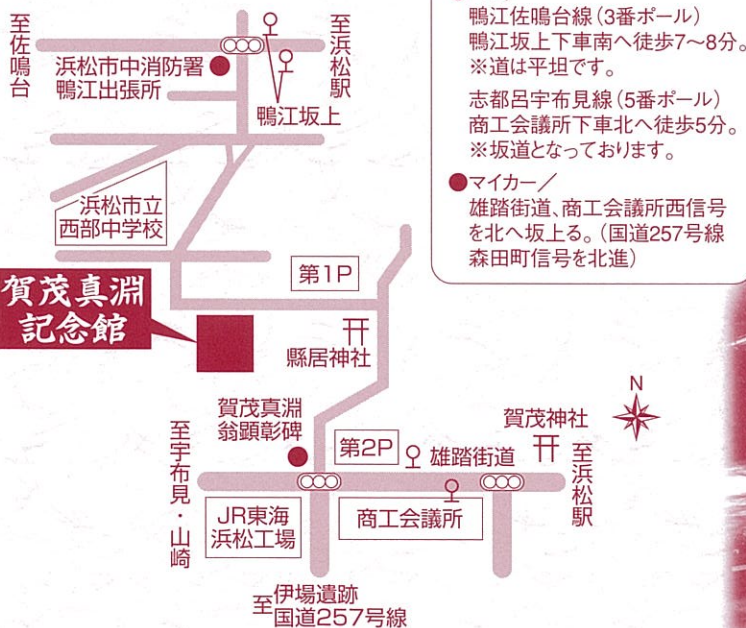 至佐鳴台
至浜松駅
浜松市中消防署
鴨江出張所
鴨江坂上
浜松市立
西部中学校
第1P
賀茂真淵
記念館
縣居神社
賀茂真淵
翁顕彰碑
第2P
雄踏街道
賀茂神社
N
至宇布見・山崎
至浜松駅
JR東海
浜松工場
商工会議所
至伊場遺跡
国道257号線
鴨江佐鳴台線(3番ポール)
鴨江坂上下車南へ徒歩7〜8分。
※道は平坦です。
志都呂宇布見線(5番ポール)
商工会議所下車北へ徒歩5分。
※坂道となっております。
●マイカー/
雄踏街道、商工会議所西信号
を北へ坂上る。(国道257号線
森田町信号を北進)